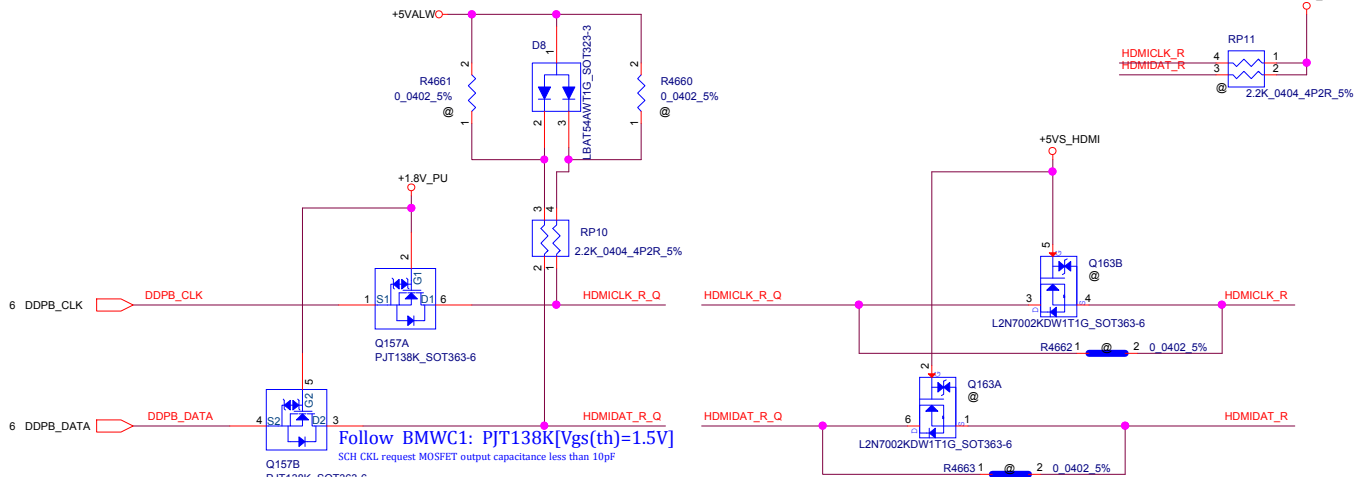 +5VALW
D8
1
LBAT54AWT1G_SOT323-3
2
3
R4661
0_0402_5%
@
2
1
R4660
0_0402_5%
@
2
1
RP11
HDMICLK_R
HDMIDAT_R
4
3
1
2
@
2.2K_0404_4P2R_5%
+1.8V_PU
3
4
RP10
2.2K_0404_4P2R_5%
2
1
+5VS_HDMI
6 DDPB_CLK
DDPB_CLK
2
G1
1 S1
D1 6
Q157A
PJT138K_SOT363-6
HDMICLK_R_Q
HDMICLK_R_Q
5
G
Q163B
@
3
D
S
4
L2N7002KDW1T1G_SOT363-6
HDMICLK_R
R4662 1 @ 2 0_0402_5%
6 DDPB_DATA
DDPB_DATA
5
G2
4 S2
D2 3
Q157B
PJT138K_SOT363-6
HDMIDAT_R_Q
Follow BMWC1: PJT138K[Vgs(th)=1.5V]
SCH CKL request MOSFET output capacitance less than 10pF
HDMIDAT_R_Q
2
G
Q163A
@
6
D
S
1
L2N7002KDW1T1G_SOT363-6
HDMIDAT_R
R4663 1 @ 2 0_0402_5%